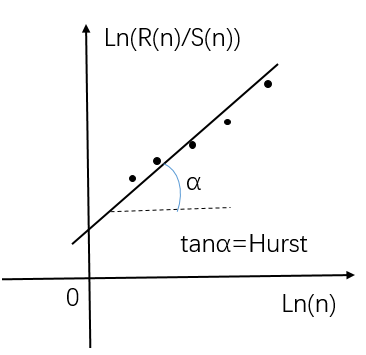 Ln(R(n)/S(n))
α
tanα=Hurst
0
Ln(n)